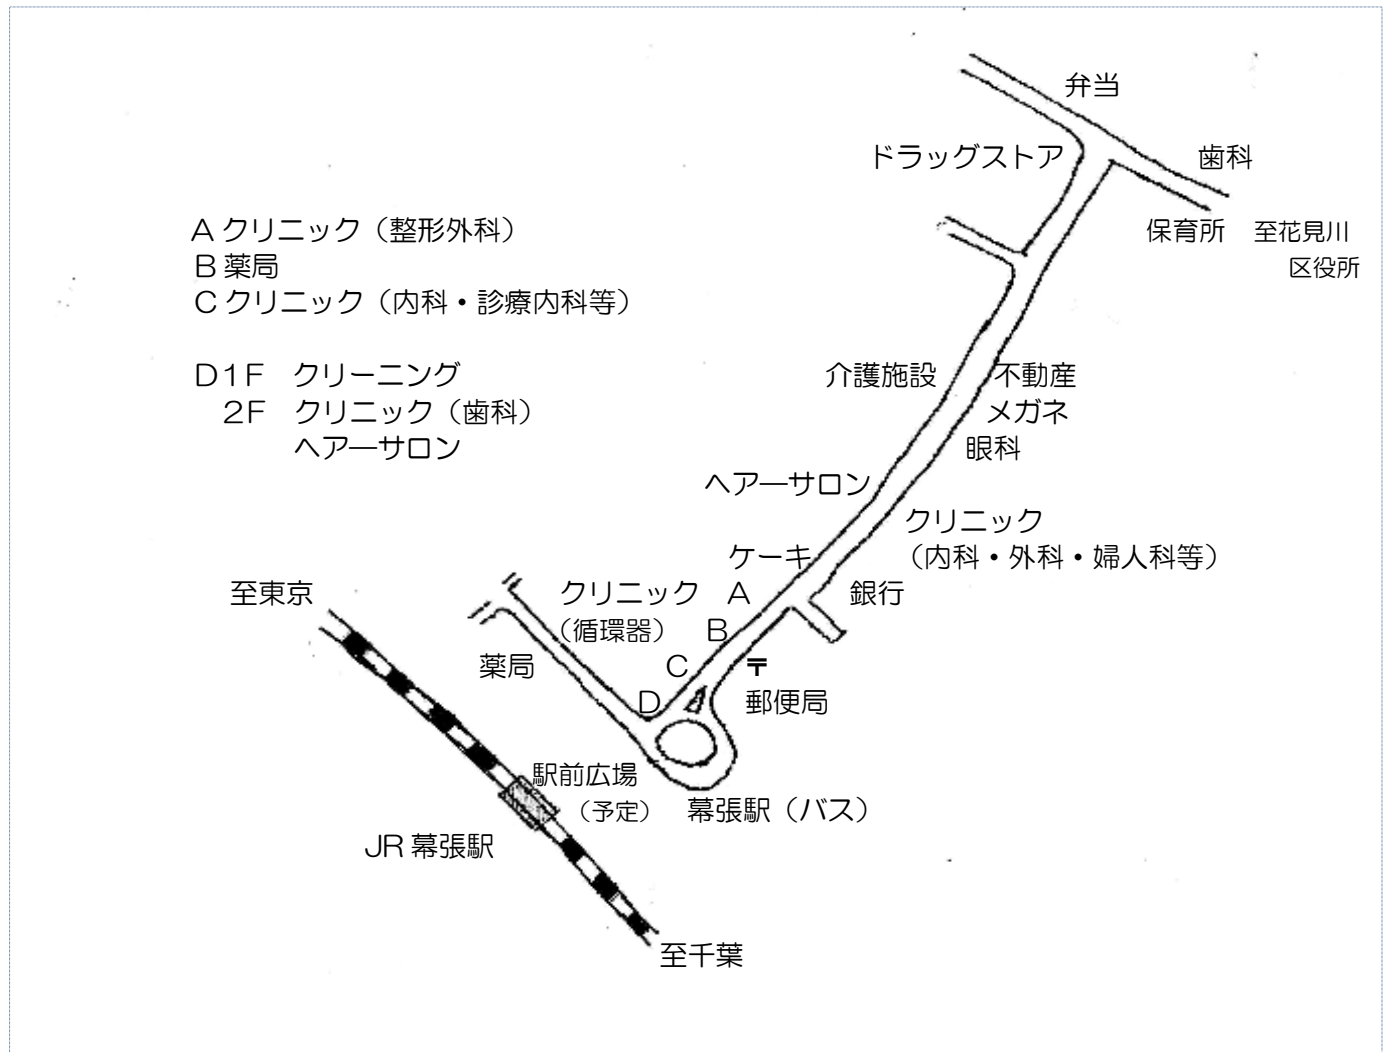 弁当
ドラッグストア
歯科
保育所
至花見川
区役所
Aクリニック（整形外科）
B薬局
Cクリニック（内科・診療内科等）
D1F　クリーニング
2F　クリニック（歯科）
ヘアーサロン
介護施設
不動産
メガネ
眼科
ヘアーサロン
クリニック
（内科・外科・婦人科等）
ケーキ
至東京
クリニック
（循環器）
A
銀行
B
薬局
C
〒
D
郵便局
駅前広場
（予定）
幕張駅（バス）
JR幕張駅
至千葉